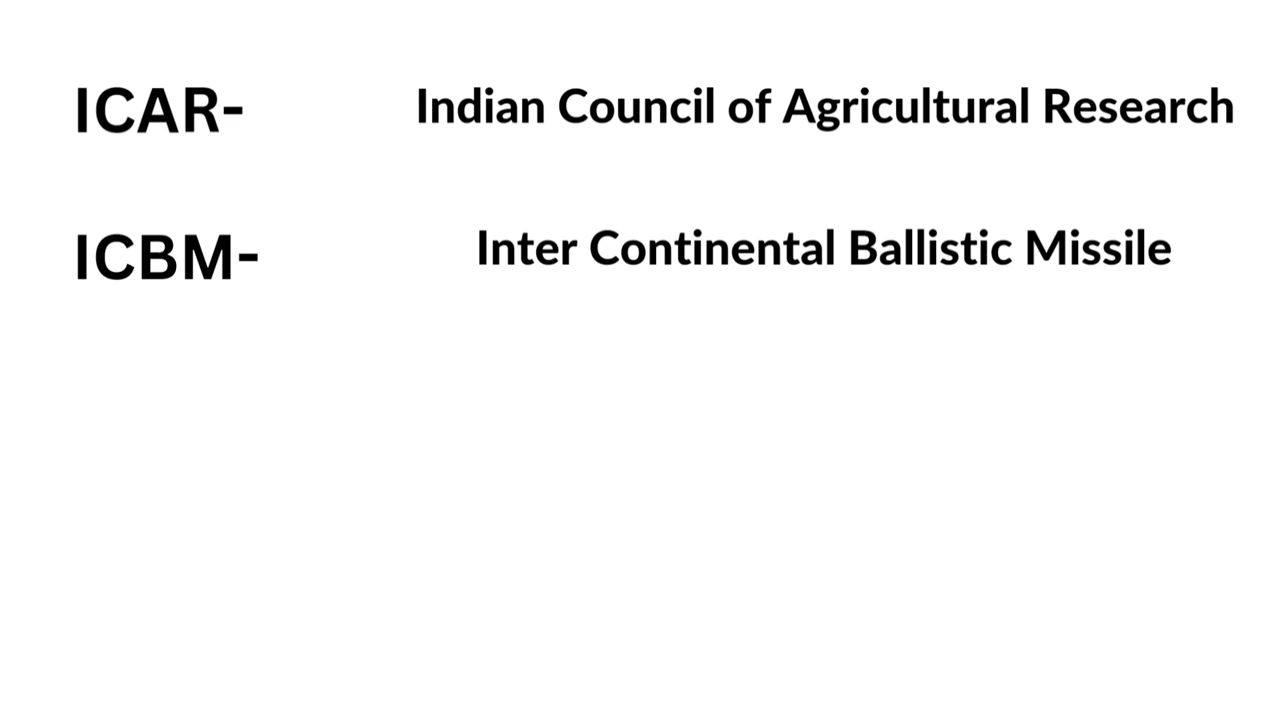 ICAR- Indian Council of Agricultural Research
ICBM- Inter Continental Ballistic Missile